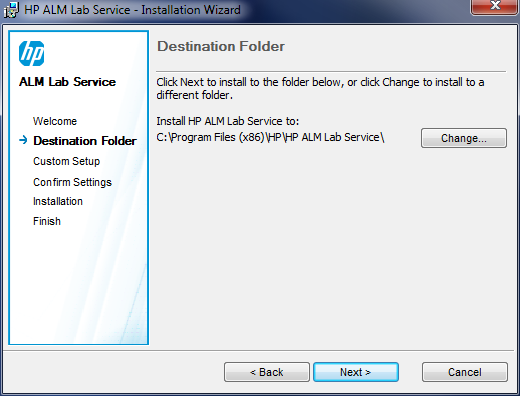 HP ALM Lab Service - Installation Wizard
hp
ALM Lab Service
Welcome
Destination Folder
Custom Setup
Confirm Settings
Installation
Finish
Destination Folder
Click Next to install to the folder below, or click Change to install to a
different folder.
Install HP ALM Lab Service to:
C:\Program Files (x86)\HP\HP ALM Lab Service\
Change...
< Back
Next >
Cancel